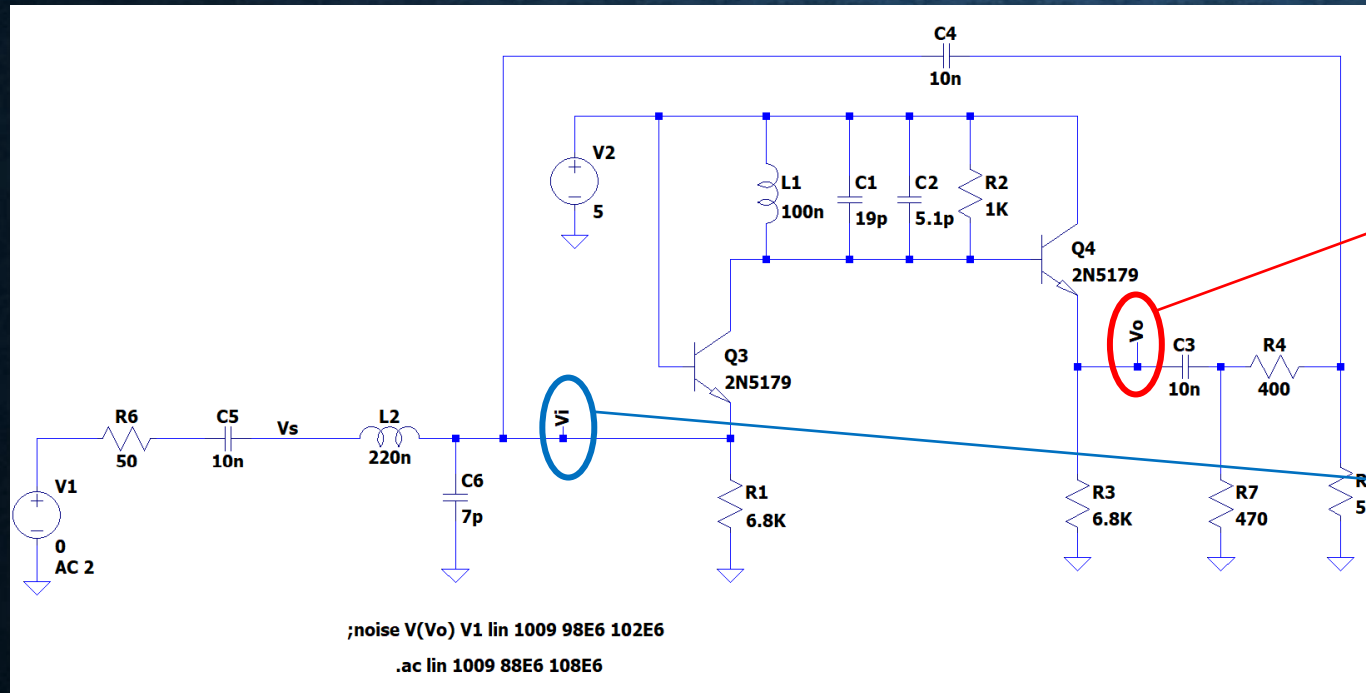 C4
10n
V2
5
L1
100n
C1
19p
C2
5.1p
R2
1K
Q4
2N5179
Vo
C3
10n
R4
400
Q3
2N5179
Vi
R6
50
C5
10n
Vs
L2
220n
C6
7p
V1
0
AC 2
R1
6.8K
R3
6.8K
R7
470
R
5
;noise V(Vo) V1 lin 1009 98E6 102E6
.ac lin 1009 88E6 108E6